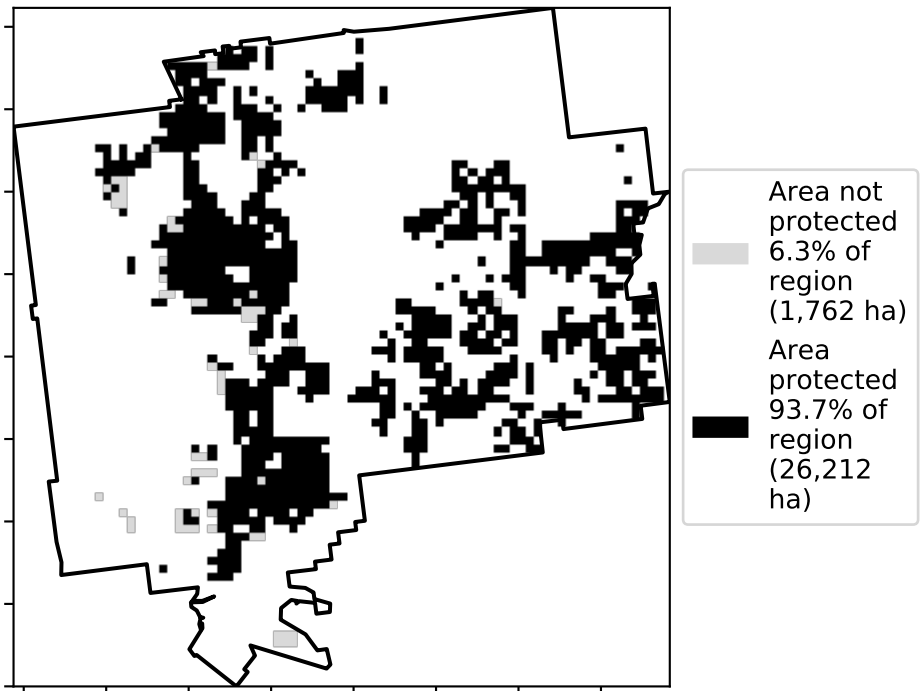 Area not
protected
6.3% of
region
(1,762 ha)
Area
protected
93.7% of
region
(26,212
ha)